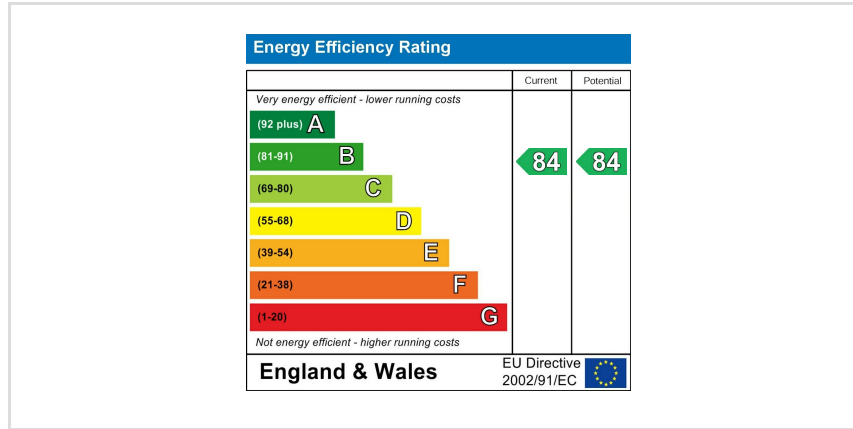 Energy Efficiency Rating
Current Potential
Very energy efficient - lower running costs
(92 plus) A
(81-91) B 84 84
(69-80) C
(55-68) D
(39-54) E
(21-38) F
(1-20) G
Not energy efficient - higher running costs
England & Wales
EU Directive
2002/91/EC